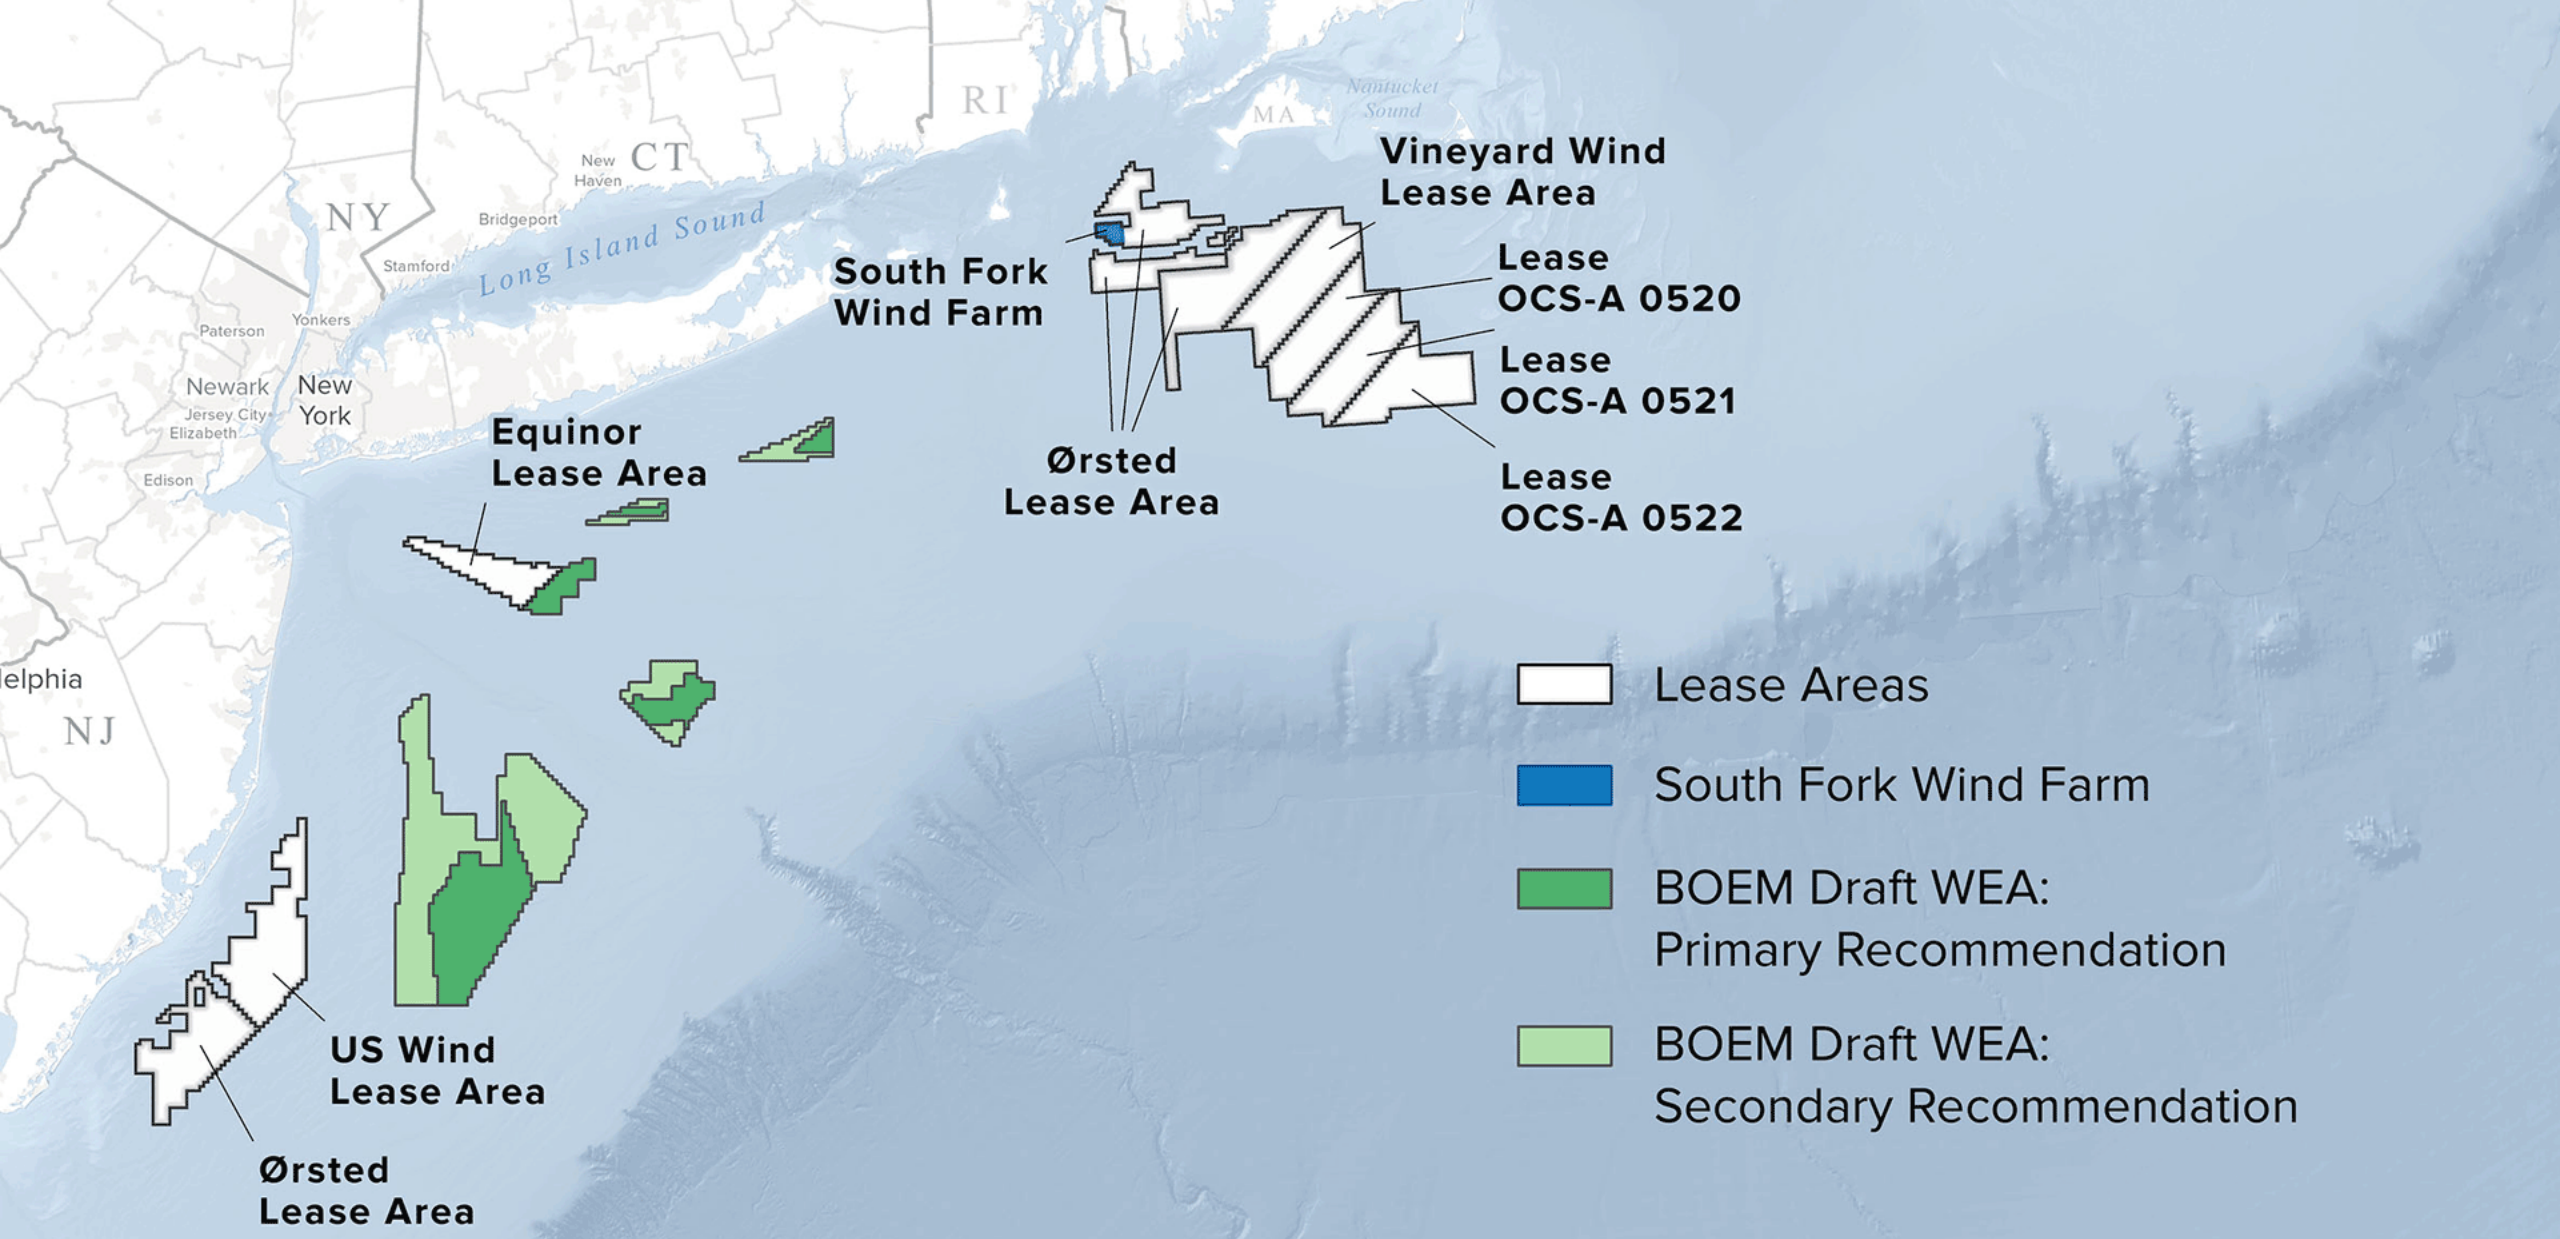 RI
MA
Nantucket
Sound
Vineyard Wind
Lease Area
New
Haven
CT
NY
Bridgeport
Long Island Sound
Stamford
South Fork
Wind Farm
Lease
OCS-A 0520
Yonkers
Paterson
Lease
OCS-A 0521
Newark
New
York
Jersey City
Elizabeth
Equinor
Lease Area
Edison
Ørsted
Lease Area
Lease
OCS-A 0522
elphia
NJ
Lease Areas
South Fork Wind Farm
BOEM Draft WEA:
Primary Recommendation
BOEM Draft WEA:
Secondary Recommendation
US Wind
Lease Area
Ørsted
Lease Area